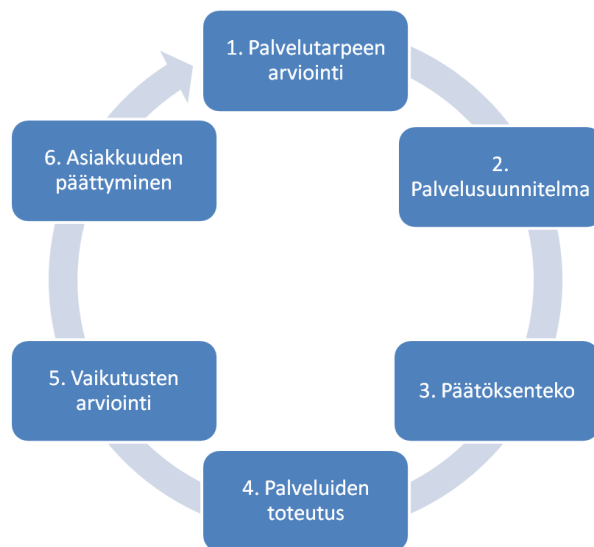 1. Palvelutarpeen
arviointi
2.
Palvelusuunnitelma
3. Päätöksenteko
4. Palveluiden
toteutus
5. Vaikutusten
arviointi
6. Asiakkuuden
päättyminen